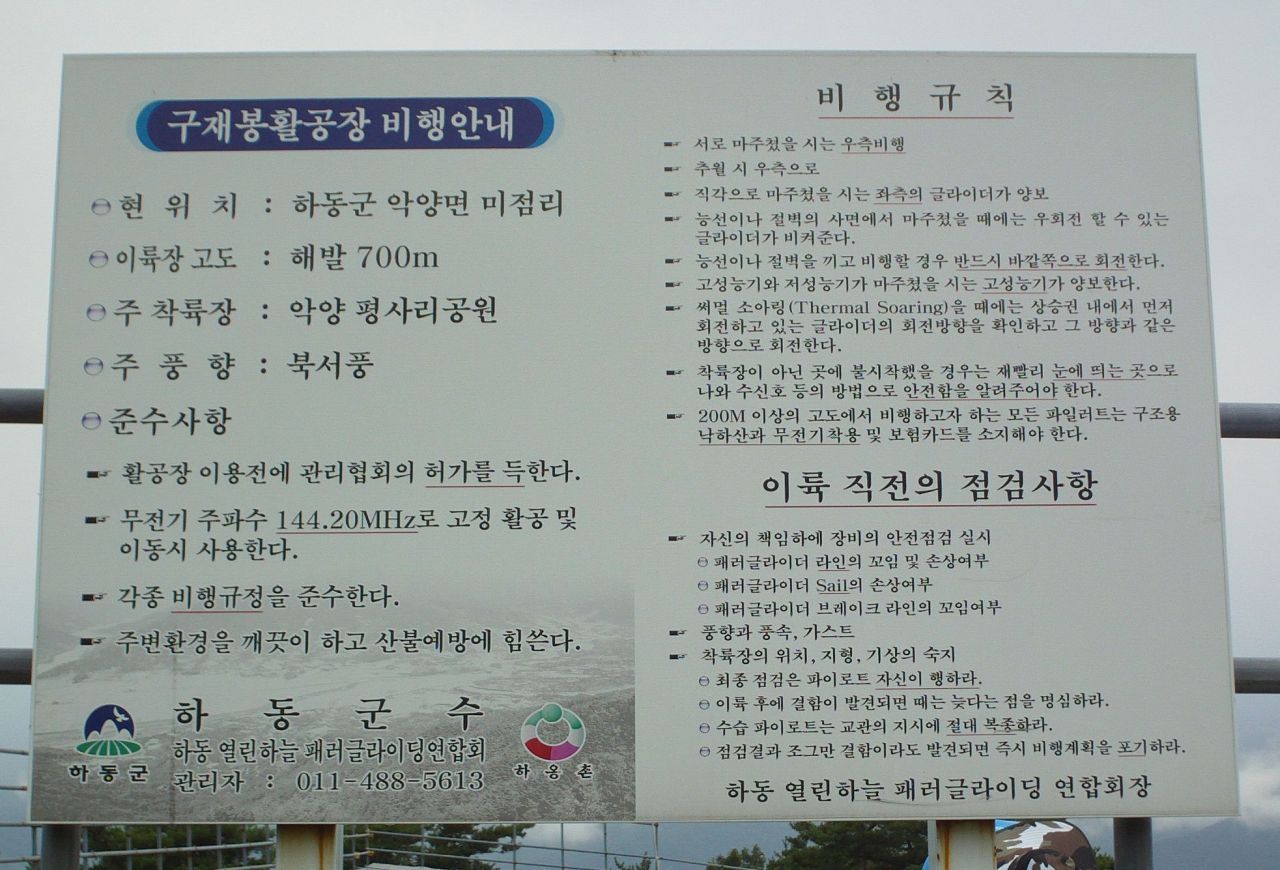 구재봉활공장 비행안내
현 위 치 : 하동군 악양면 미점리
이륙장 고도 : 해발 700m
주 착륙장 : 악양 평사리공원
주 풍 향 : 북서풍
준수사항
활공장 이용전에 관리협회의 허가를 득한다.
무전기 주파수 144.20MHz로 고정 활공 및
이동시 사용한다.
각종 비행규정을 준수한다.
주변환경을 깨끗이 하고 산불예방에 힘쓴다.
하동군
하 동 군 수
하동 열린하늘 패러글라이딩연합회
관리자 : 011-488-5613
하옹촌
비 행 규 칙
서로 마주쳤을 시는 우측비행
추월 시 우측으로
직각으로 마주쳤을 시는 좌측의 글라이더가 양보
능선이나 절벽의 사면에서 마주쳤을 때에는 우회전 할 수 있는
글라이더가 비켜준다.
능선이나 절벽을 끼고 비행할 경우 반드시 바깥쪽으로 회전한다.
고성능기와 저성능기가 마주쳤을 시는 고성능기가 양보한다.
써멀 소아링(Thermal Soaring)을 때에는 상승권 내에서 먼저
회전하고 있는 글라이더의 회전방향을 확인하고 그 방향과 같은
방향으로 회전한다.
착륙장이 아닌 곳에 불시착했을 경우는 재빨리 눈에 띄는 곳으로
나와 수신호 등의 방법으로 안전함을 알려주어야 한다.
200M 이상의 고도에서 비행하고자 하는 모든 파일러트는 구조용
낙하산과 무전기착용 및 보험카드를 소지해야 한다.
이륙 직전의 점검사항
자신의 책임하에 장비의 안전점검 실시
패러글라이더 라인의 꼬임 및 손상여부
패러글라이더 Sail의 손상여부
패러글라이더 브레이크 라인의 꼬임여부
풍향과 풍속, 가스트
착륙장의 위치, 지형, 기상의 숙지
최종 점검은 파이로트 자신이 행하라.
이륙 후에 결함이 발견되면 때는 늦다는 점을 명심하라.
수습 파이로트는 교관의 지시에 절대 복종화라.
점검결과 조그만 결함이라도 발견되면 즉시 비행계획을 포기하라.
하동 열린하늘 패러글라이딩 연합회장